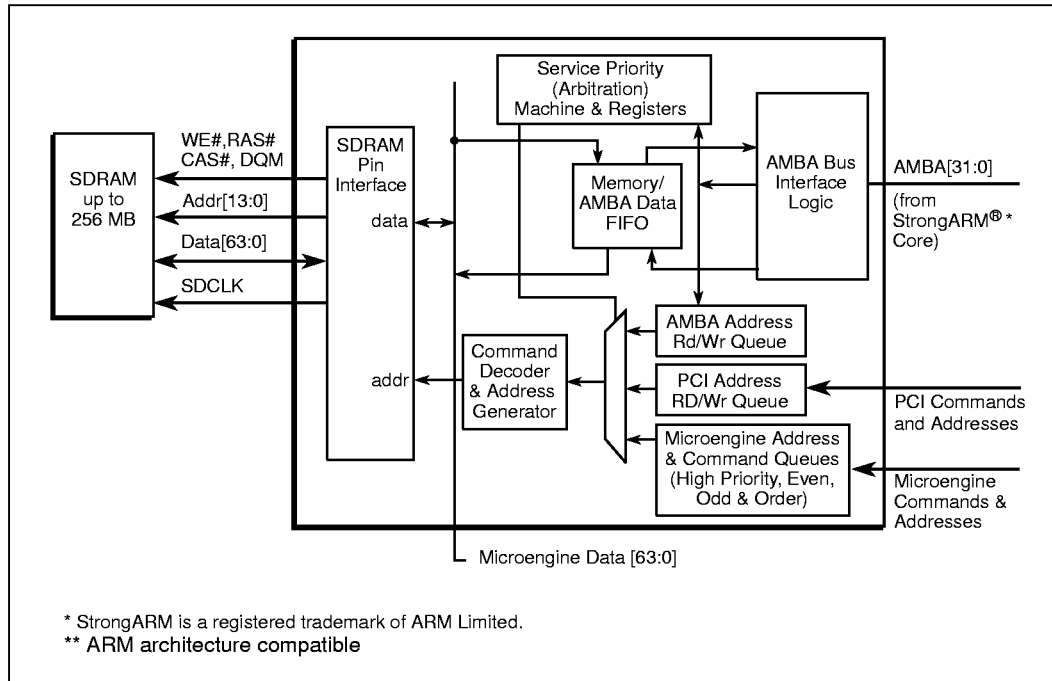 Service Priority
(Arbitration)
Machine & Registers
WE#,RAS#
CAS#, DQM
SDRAM
up to
256 MB
Addr[13:0]
Data[63:0]
SDCLK
SDRAM
Pin
Interface
data
addr
Memory/
AMBA Data
FIFO
AMBA Bus
Interface
Logic
AMBA[31:0]
(from
StrongARM® *
Core)
AMBA Address
Rd/Wr Queue
Command
Decoder
& Address
Generator
PCI Address
RD/Wr Queue
PCI Commands
and Addresses
Microengine Address
& Command Queues
(High Priority, Even,
Odd & Order)
Microengine
Commands &
Addresses
Microengine Data [63:0]
* StrongARM is a registered trademark of ARM Limited.
** ARM architecture compatible